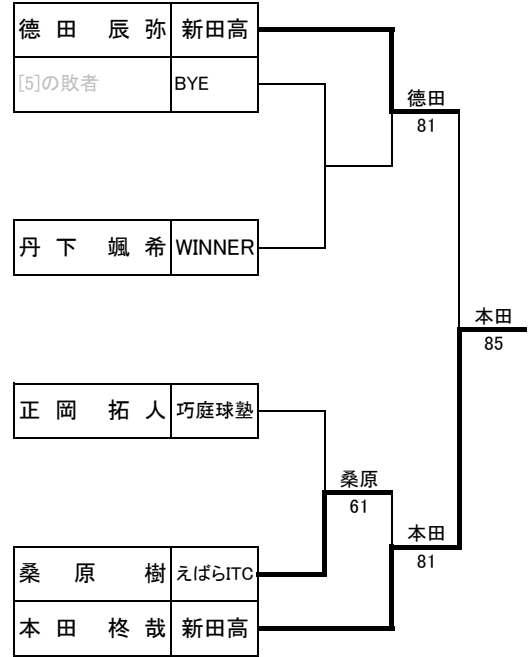 德田 辰弥 新田高
[5]の敗者 BYE
德田
81
丹下 颯希 WINNER
本田
85
正岡 拓人 巧庭球塾
桑原
61
本田
81
桑原 樹 えばらITC
本田 柊哉 新田高